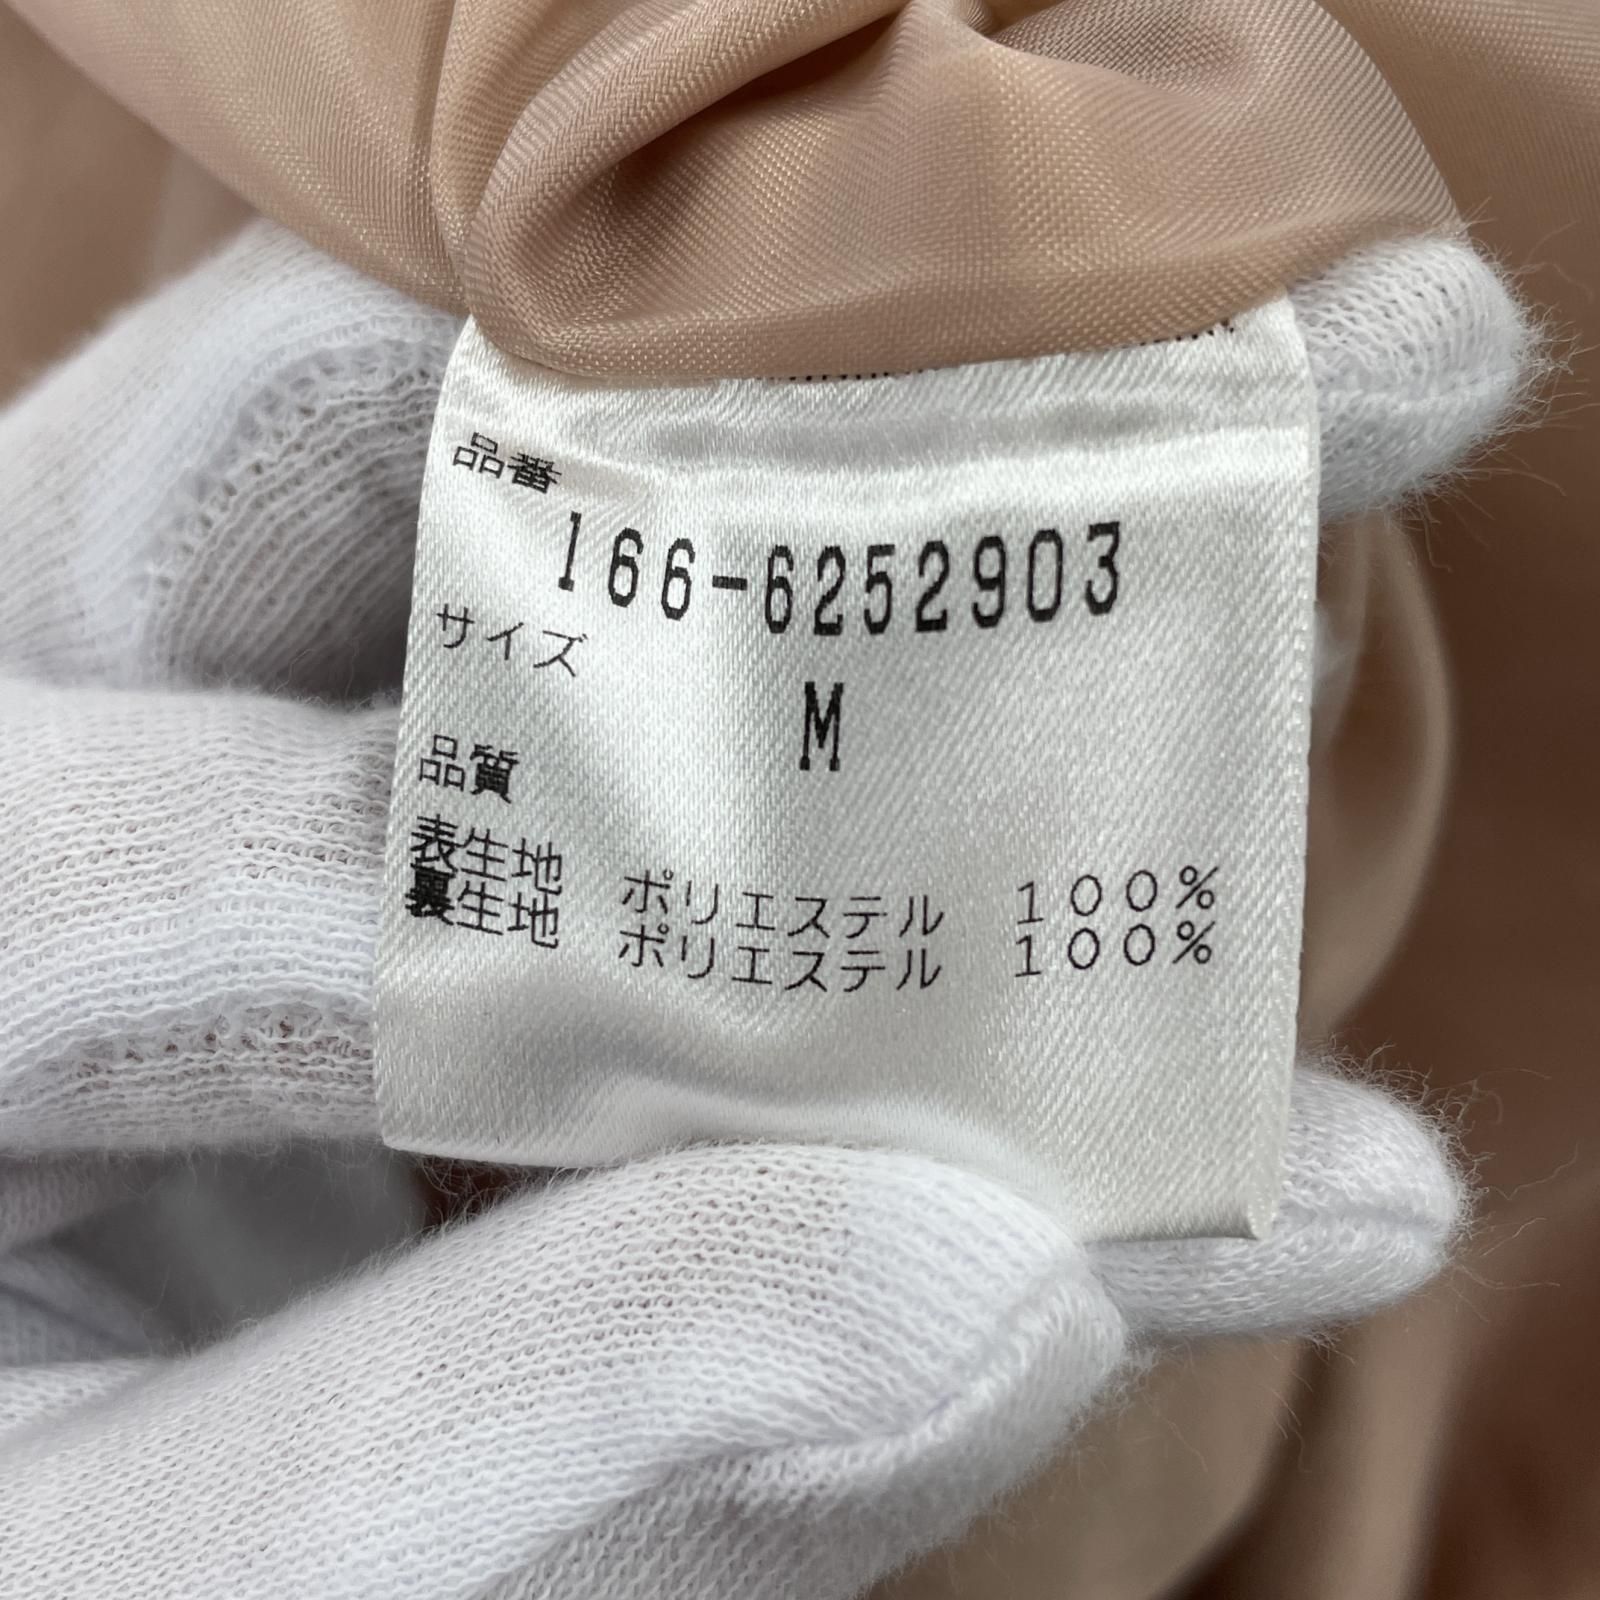 品番
166-6252903
サイズ
M
品質
表生地 ポリエステル 100%
裏生地 ポリエステル 100%